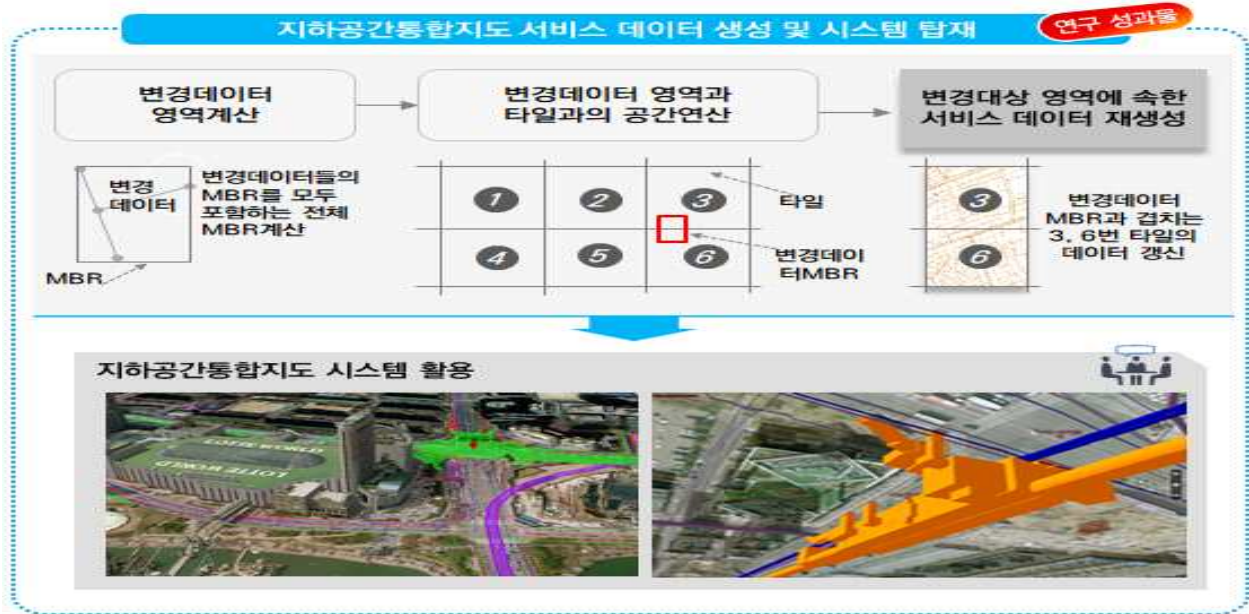 지하공간통합지도 서비스 데이터 생성 및 시스템 탑재
연구 성과물
변경데이터
영역계산
변경데이터 영역과
타일과의 공간연산
변경대상 영역에 속한
서비스 데이터 재생성
변경
데이터
변경데이터들의
MBR를 모두
포함하는 전체
MBR계산
MBR
1
2
3
4
5
6
타일
변경데이
터MBR
3
6
변경데이터
MBR과 겹차는
3, 6번 타일의
데이터 갱신
지하공간통합지도 시스템 활용
LOTTE WORLD
LOTTE WORLD